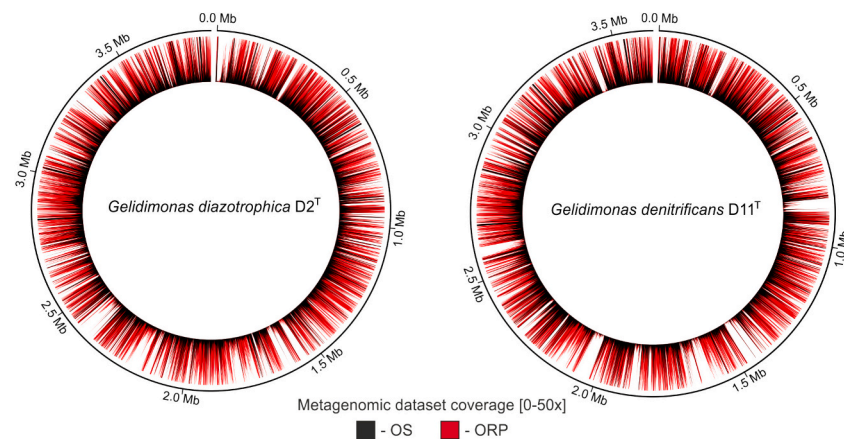 0.0 Mb
0.5 Mb
1.0 Mb
1.5 Mb
2.0 Mb
2.5 Mb
3.0 Mb
3.5 Mb
Gelidimonas diazotrophica D2ᵀ
0.0 Mb
0.5 Mb
1.0 Mb
1.5 Mb
2.0 Mb
2.5 Mb
3.0 Mb
3.5 Mb
Gelidimonas denitrificans D11ᵀ
Metagenomic dataset coverage [0-50x]
- OS - ORP